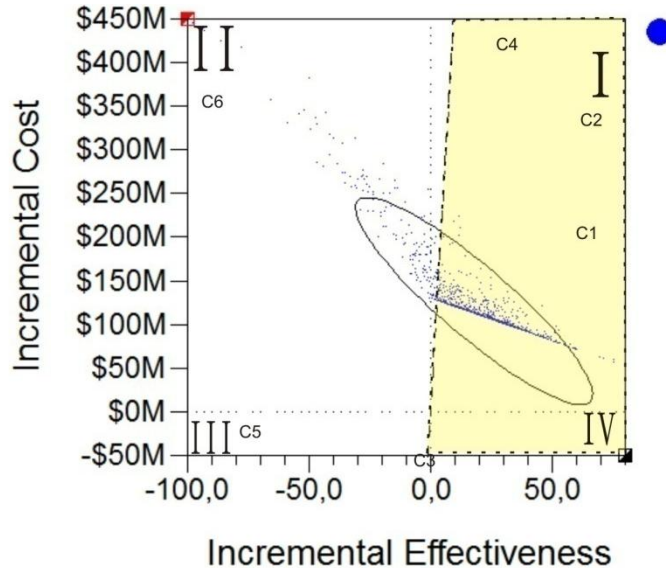 $450M
II
I
C4
$400M
C6
$350M
C2
$300M
$250M
$200M
C1
$150M
$100M
$50M
$0M
III
C5
IV
-$50M
C3
-100,0
-50,0
0,0
50,0
Incremental Cost
Incremental Effectiveness